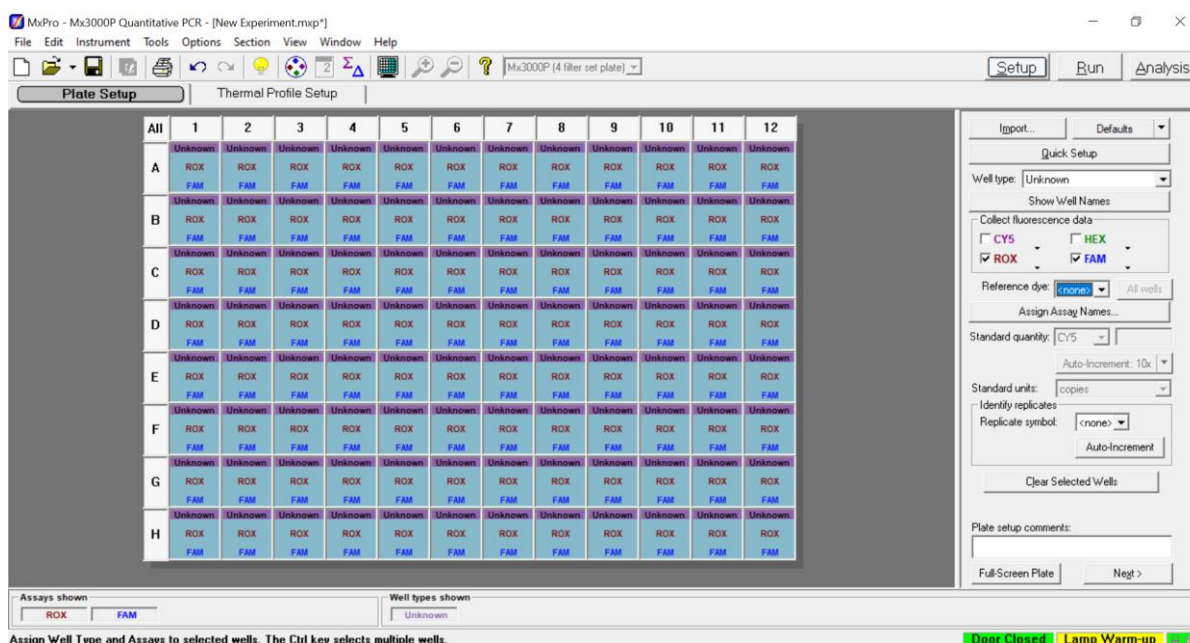 MxPro - Mx3000P Quantitative PCR - [New Experiment.mxp*]
File Edit Instrument Tools Options Section View Window Help
Mx3000P (4 filter set plate)
Setup Run Analysis
Plate Setup Thermal Profile Setup
All 1 2 3 4 5 6 7 8 9 10 11 12
Unknown Unknown Unknown Unknown Unknown Unknown Unknown Unknown Unknown Unknown Unknown Unknown
A ROX ROX ROX ROX ROX ROX ROX ROX ROX ROX ROX ROX
FAM FAM FAM FAM FAM FAM FAM FAM FAM FAM FAM FAM
Unknown Unknown Unknown Unknown Unknown Unknown Unknown Unknown Unknown Unknown Unknown Unknown
B ROX ROX ROX ROX ROX ROX ROX ROX ROX ROX ROX ROX
FAM FAM FAM FAM FAM FAM FAM FAM FAM FAM FAM FAM
Unknown Unknown Unknown Unknown Unknown Unknown Unknown Unknown Unknown Unknown Unknown Unknown
C ROX ROX ROX ROX ROX ROX ROX ROX ROX ROX ROX ROX
FAM FAM FAM FAM FAM FAM FAM FAM FAM FAM FAM FAM
Unknown Unknown Unknown Unknown Unknown Unknown Unknown Unknown Unknown Unknown Unknown Unknown
D ROX ROX ROX ROX ROX ROX ROX ROX ROX ROX ROX ROX
FAM FAM FAM FAM FAM FAM FAM FAM FAM FAM FAM FAM
Unknown Unknown Unknown Unknown Unknown Unknown Unknown Unknown Unknown Unknown Unknown Unknown
E ROX ROX ROX ROX ROX ROX ROX ROX ROX ROX ROX ROX
FAM FAM FAM FAM FAM FAM FAM FAM FAM FAM FAM FAM
Unknown Unknown Unknown Unknown Unknown Unknown Unknown Unknown Unknown Unknown Unknown Unknown
F ROX ROX ROX ROX ROX ROX ROX ROX ROX ROX ROX ROX
FAM FAM FAM FAM FAM FAM FAM FAM FAM FAM FAM FAM
Unknown Unknown Unknown Unknown Unknown Unknown Unknown Unknown Unknown Unknown Unknown Unknown
G ROX ROX ROX ROX ROX ROX ROX ROX ROX ROX ROX ROX
FAM FAM FAM FAM FAM FAM FAM FAM FAM FAM FAM FAM
Unknown Unknown Unknown Unknown Unknown Unknown Unknown Unknown Unknown Unknown Unknown Unknown
H ROX ROX ROX ROX ROX ROX ROX ROX ROX ROX ROX ROX
FAM FAM FAM FAM FAM FAM FAM FAM FAM FAM FAM FAM
Import... Defaults
Quick Setup
Well type: Unknown
Show Well Names
Collect fluorescence data
CY5 HEX
ROX FAM
Reference dye: <none> All wells
Assign Assay Names...
Standard quantity: CY5
Auto-Increment: 10x
Standard units: copies
Identify replicates
Replicate symbol: <none>
Auto-Increment
Clear Selected Wells
Plate setup comments:
Full-Screen Plate Next >
Assays shown
ROX FAM
Well types shown
Unknown
Assign Well Type and Assays to selected wells. The Ctrl key selects multiple wells.
Door Closed Lamp Warm-up